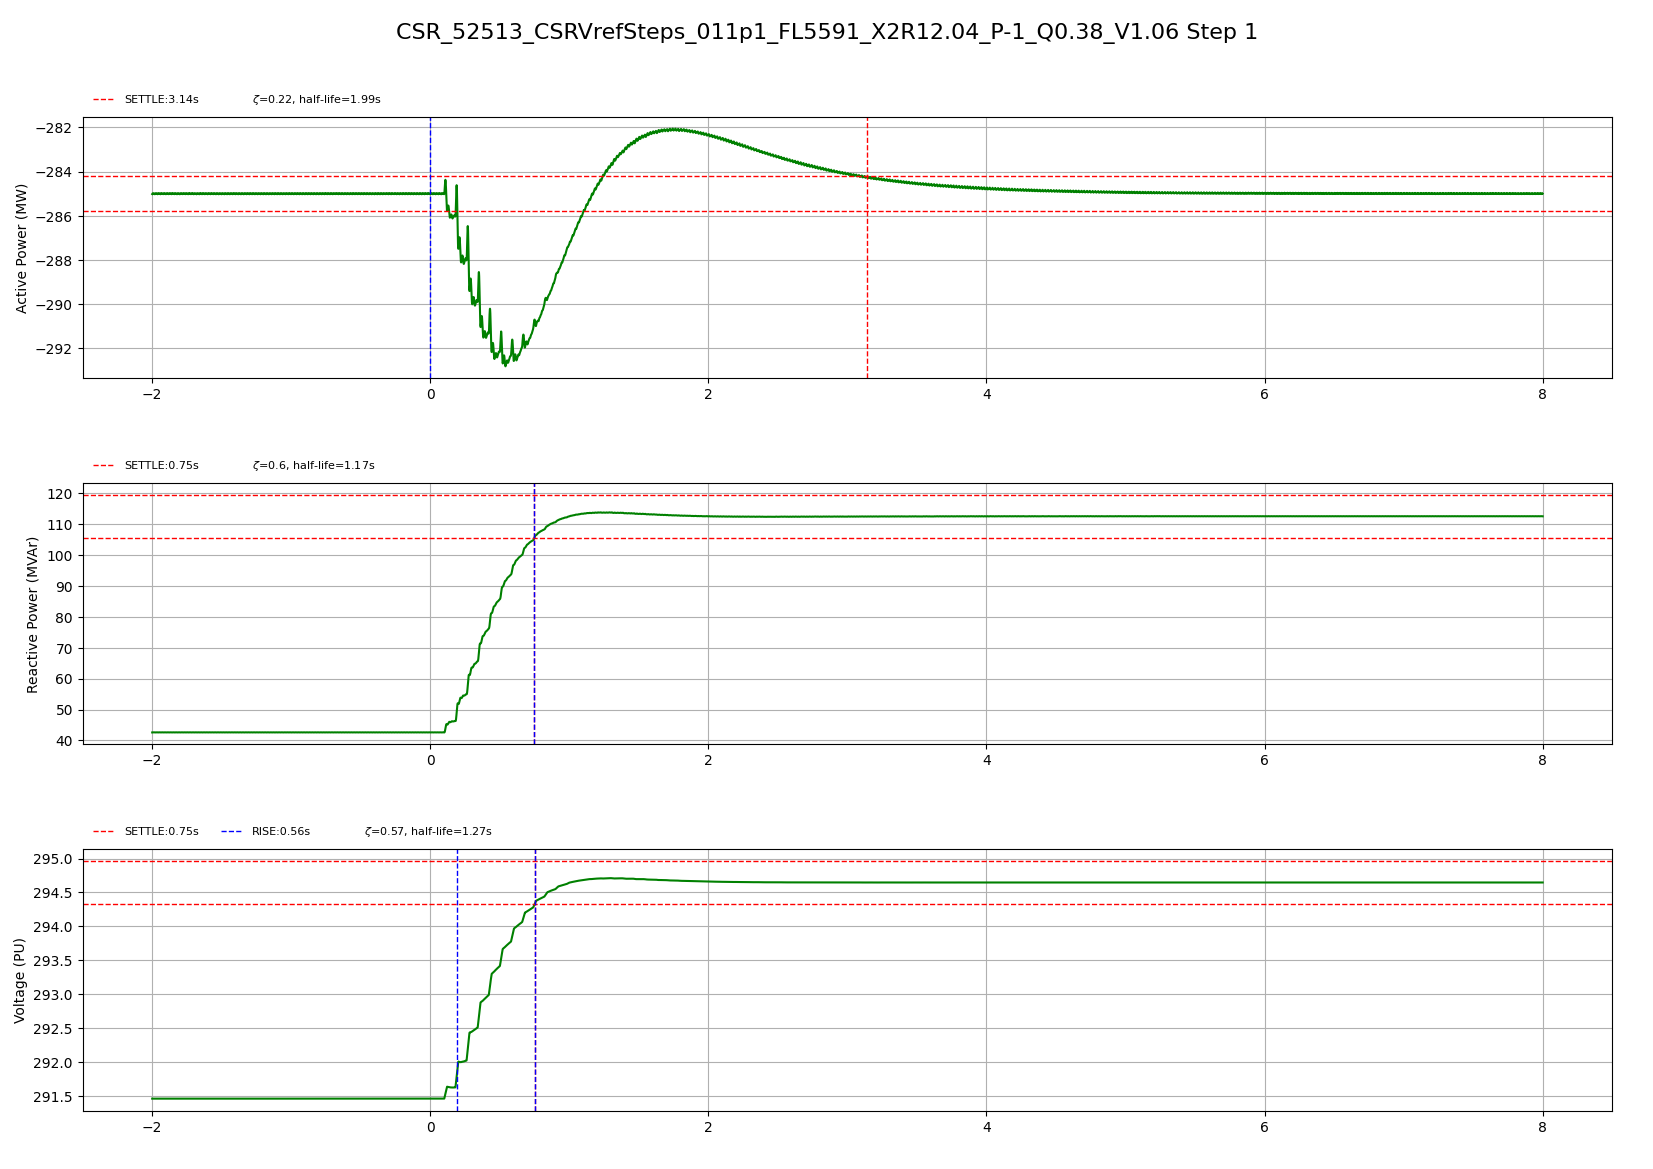 CSR_52513_CSRVrefSteps_011p1_FL5591_X2R12.04_P-1_Q0.38_V1.06 Step 1
SETTLE:3.14s ζ=0.22, half-life=1.99s
Active Power (MW)
−282
−284
−286
−288
−290
−292
−2 0 2 4 6 8
SETTLE:0.75s ζ=0.6, half-life=1.17s
Reactive Power (MVAr)
120
110
100
90
80
70
60
50
40
−2 0 2 4 6 8
SETTLE:0.75s RISE:0.56s ζ=0.57, half-life=1.27s
Voltage (PU)
295.0
294.5
294.0
293.5
293.0
292.5
292.0
291.5
−2 0 2 4 6 8